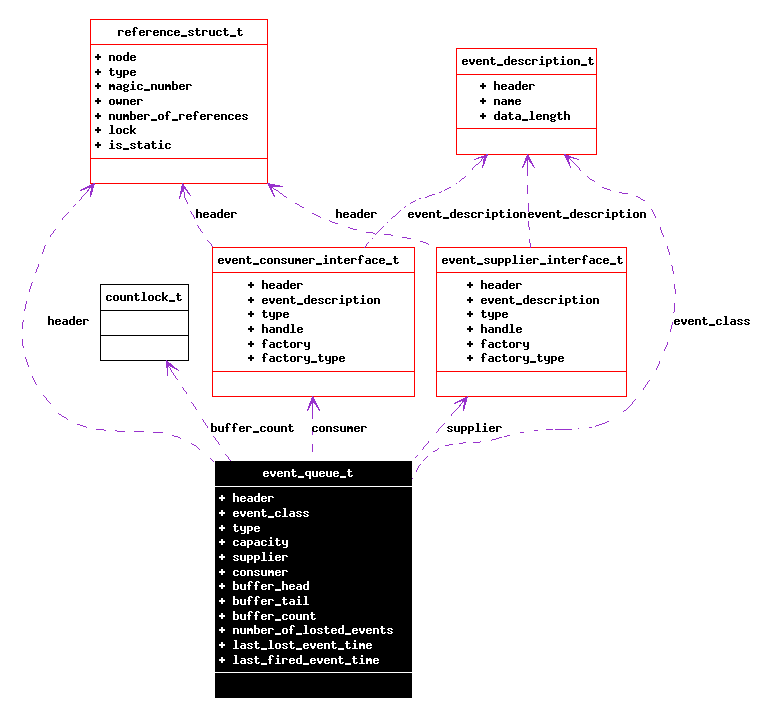 reference_struct_t
+ node
+ type
+ magic_number
+ owner
+ number_of_references
+ lock
+ is_static
event_description_t
+ header
+ name
+ data_length
header
header
event_description
event_description
event_consumer_interface_t
+ header
+ event_description
+ type
+ handle
+ factory
+ factory_type
event_supplier_interface_t
+ header
+ event_description
+ type
+ handle
+ factory
+ factory_type
countlock_t
header
event_class
buffer_count
consumer
supplier
event_queue_t
+ header
+ event_class
+ type
+ capacity
+ supplier
+ consumer
+ buffer_head
+ buffer_tail
+ buffer_count
+ number_of_losted_events
+ last_lost_event_time
+ last_fired_event_time